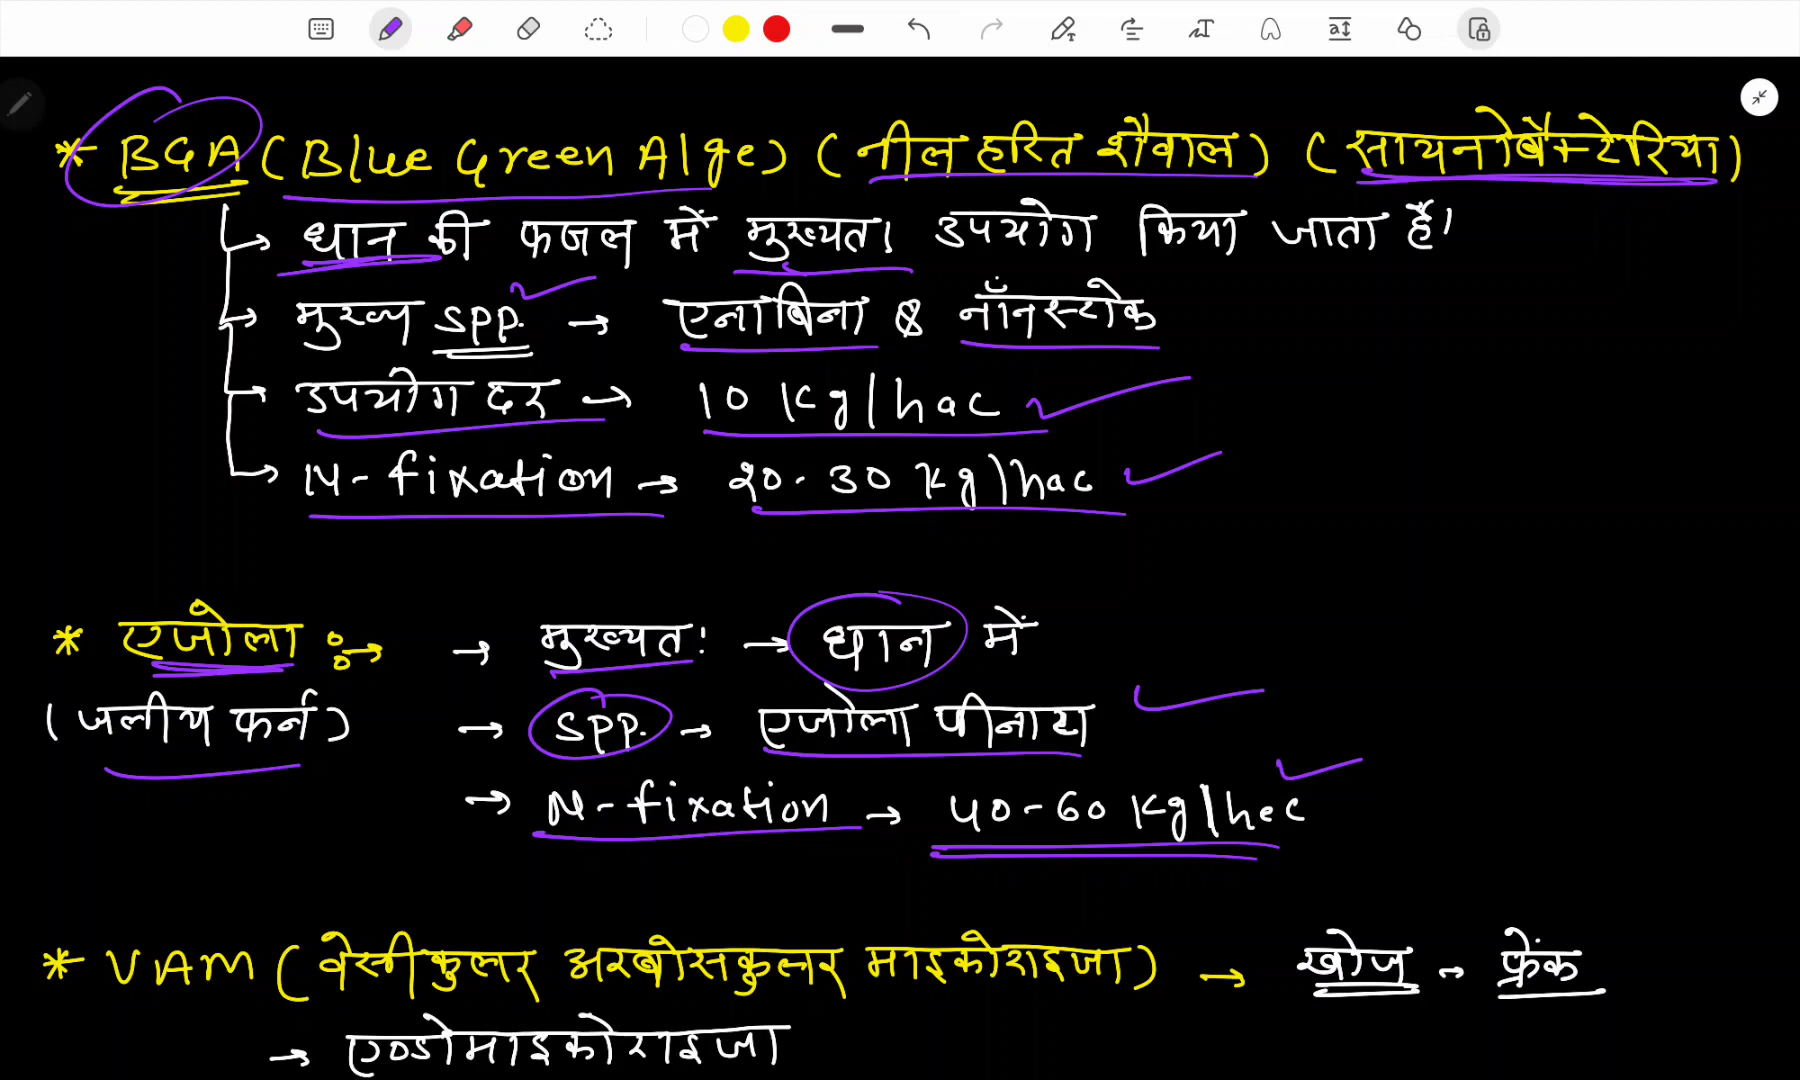 * BGA (Blue Green Alge) (नील हरित शैवाल) (सायनोबैक्टेरिया)
→ धान की फसल में मुख्यतः उपयोग किया जाता है।
→ मुख्य spp. → एनाबिना & नॉनस्टोक
→ उपयोग दर → 10 Kg/hac
→ N-fixation → 20-30 Kg/hac
* एजोला :→ → मुख्यत: → धान में
(जलीय फर्न) → spp. → एजोला पीनाटा
→ N-fixation → 40-60 Kg/hec
* VAM (वेसीकुलर अरबोसकुलर माइकोराइजा) → खोज → फ्रेंक
→ एण्डोमाइकोराइजा